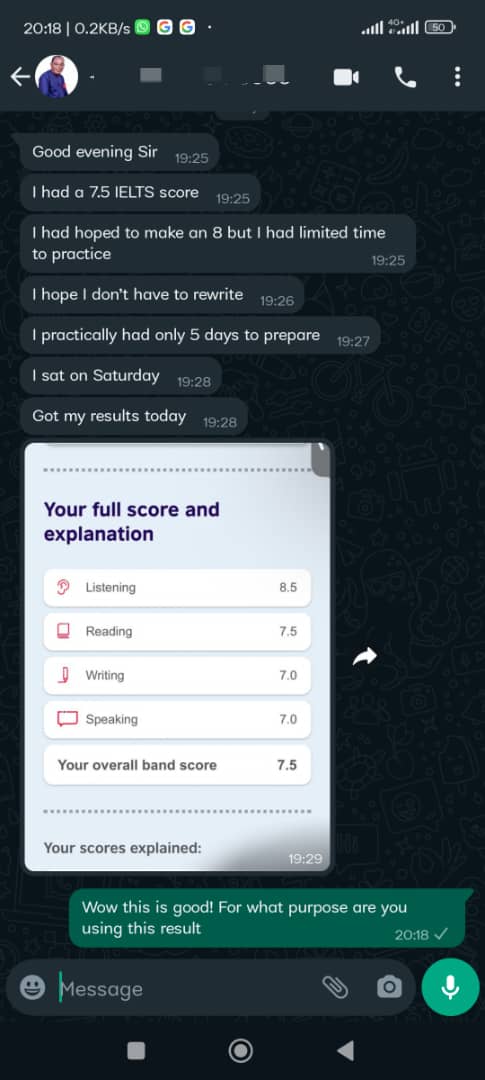 20:18 | 0.2KB/s
4G+
50
Good evening Sir 19:25
I had a 7.5 IELTS score 19:25
I had hoped to make an 8 but I had limited time
to practice
19:25
I hope I don't have to rewrite 19:26
I practically had only 5 days to prepare 19:27
I sat on Saturday 19:28
Got my results today 19:28
Your full score and
explanation
Listening 8.5
Reading 7.5
Writing 7.0
Speaking 7.0
Your overall band score 7.5
Your scores explained:
19:29
Wow this is good! For what purpose are you
using this result
20:18
Message